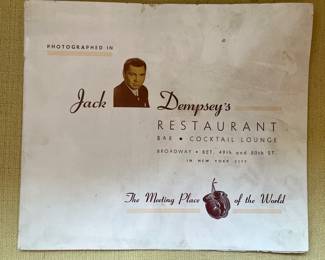 PHOTOGRAPHED IN
Jack Dempsey's
RESTAURANT
BAR • COCKTAIL LOUNGE
BROADWAY • BET. 49th and 50th ST.
IN NEW YORK CITY
The Meeting Place of the World